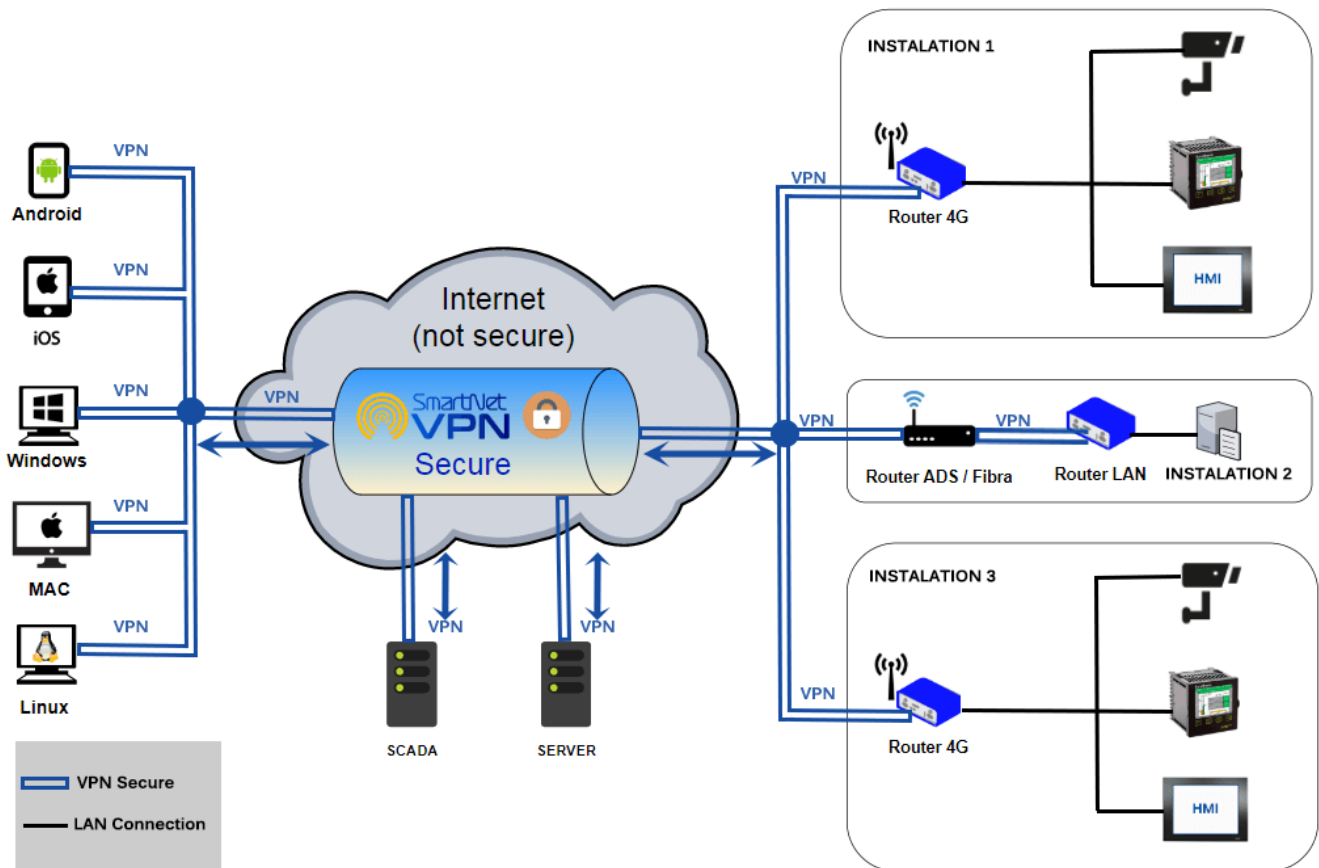 INSTALATION 1
VPN
Android
VPN
iOS
VPN
Windows
VPN
MAC
VPN
Linux
VPN
Internet
(not secure)
SmartNet
VPN
Secure
VPN
SCADA
VPN
SERVER
VPN
Router 4G
HMI
VPN
Router ADS / Fibra
VPN
Router LAN
INSTALATION 2
INSTALATION 3
VPN
Router 4G
HMI
VPN Secure
LAN Connection